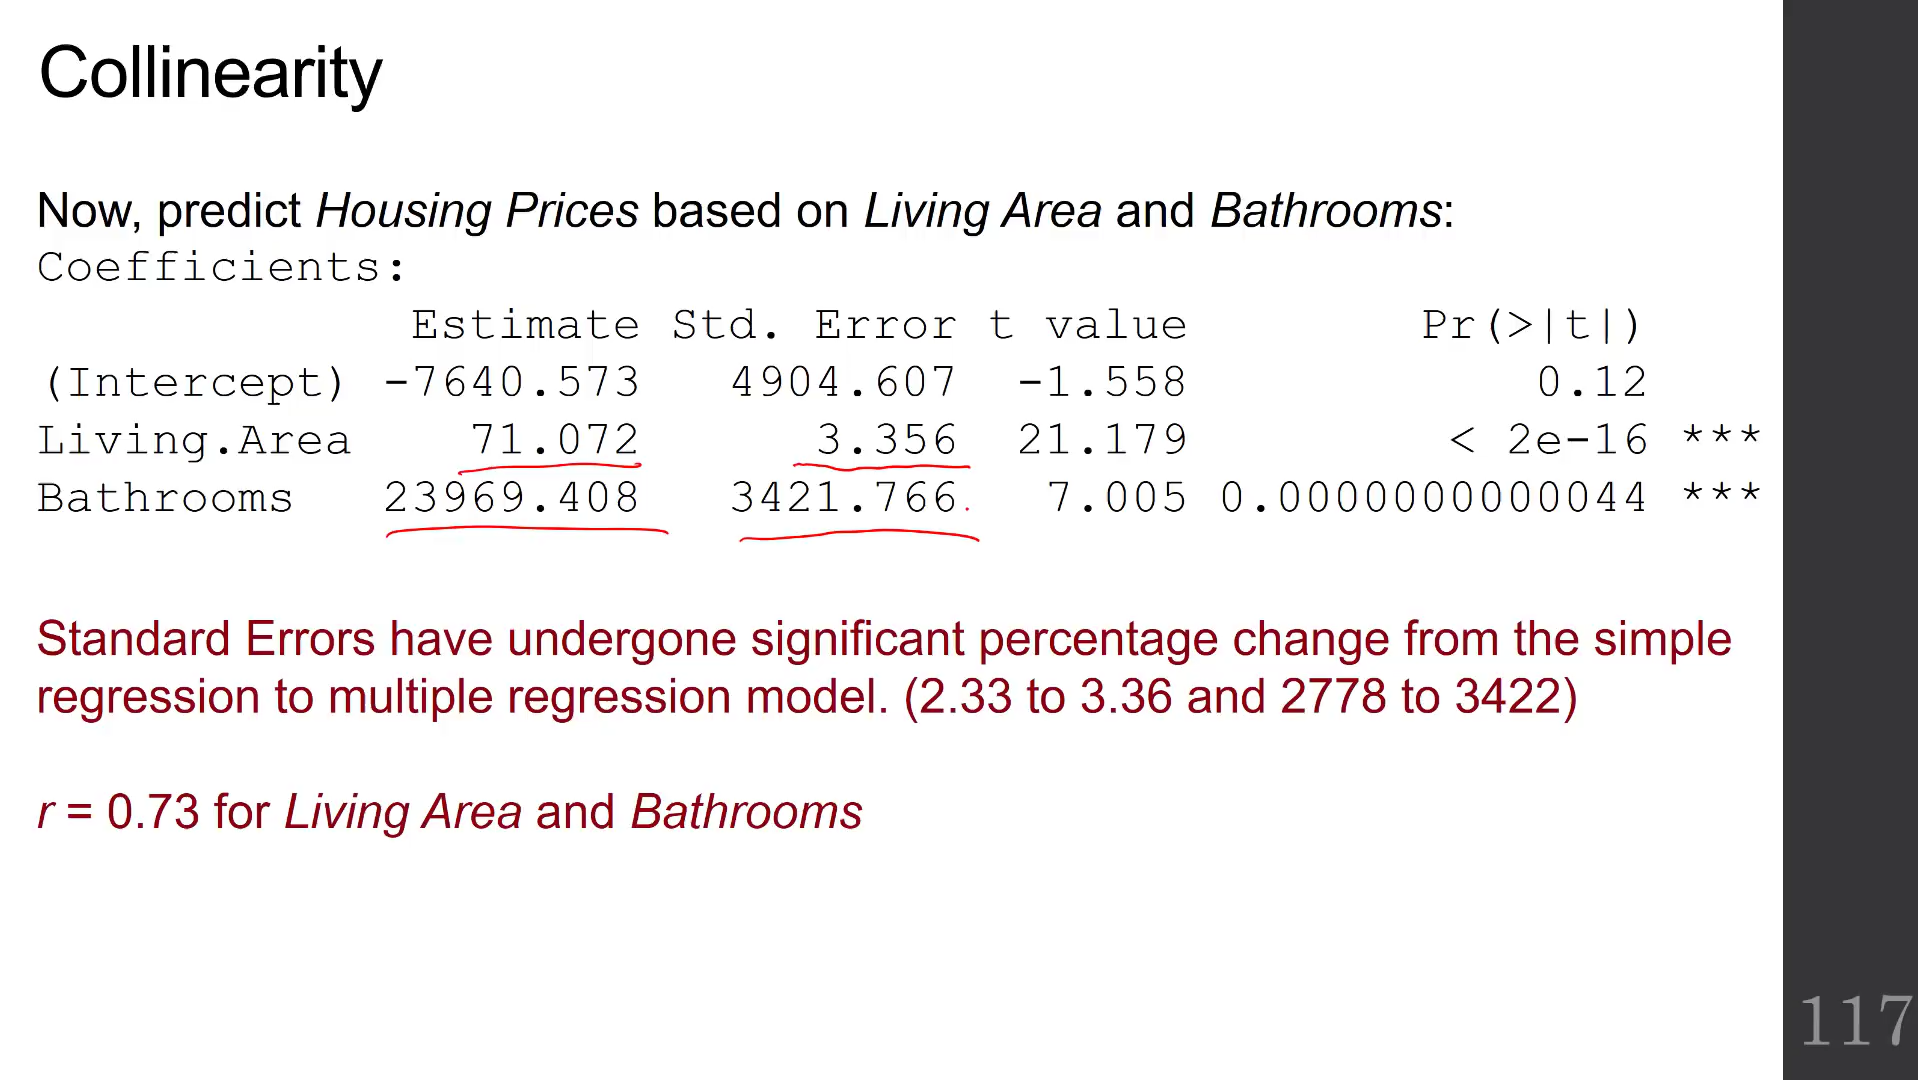 Collinearity
Now, predict Housing Prices based on Living Area and Bathrooms:
Coefficients:
Estimate Std. Error t value Pr(>|t|)
(Intercept) -7640.573 4904.607 -1.558 0.12
Living.Area 71.072 3.356 21.179 < 2e-16 ***
Bathrooms 23969.408 3421.766 7.005 0.0000000000044 ***
Standard Errors have undergone significant percentage change from the simple
regression to multiple regression model. (2.33 to 3.36 and 2778 to 3422)
r = 0.73 for Living Area and Bathrooms
117